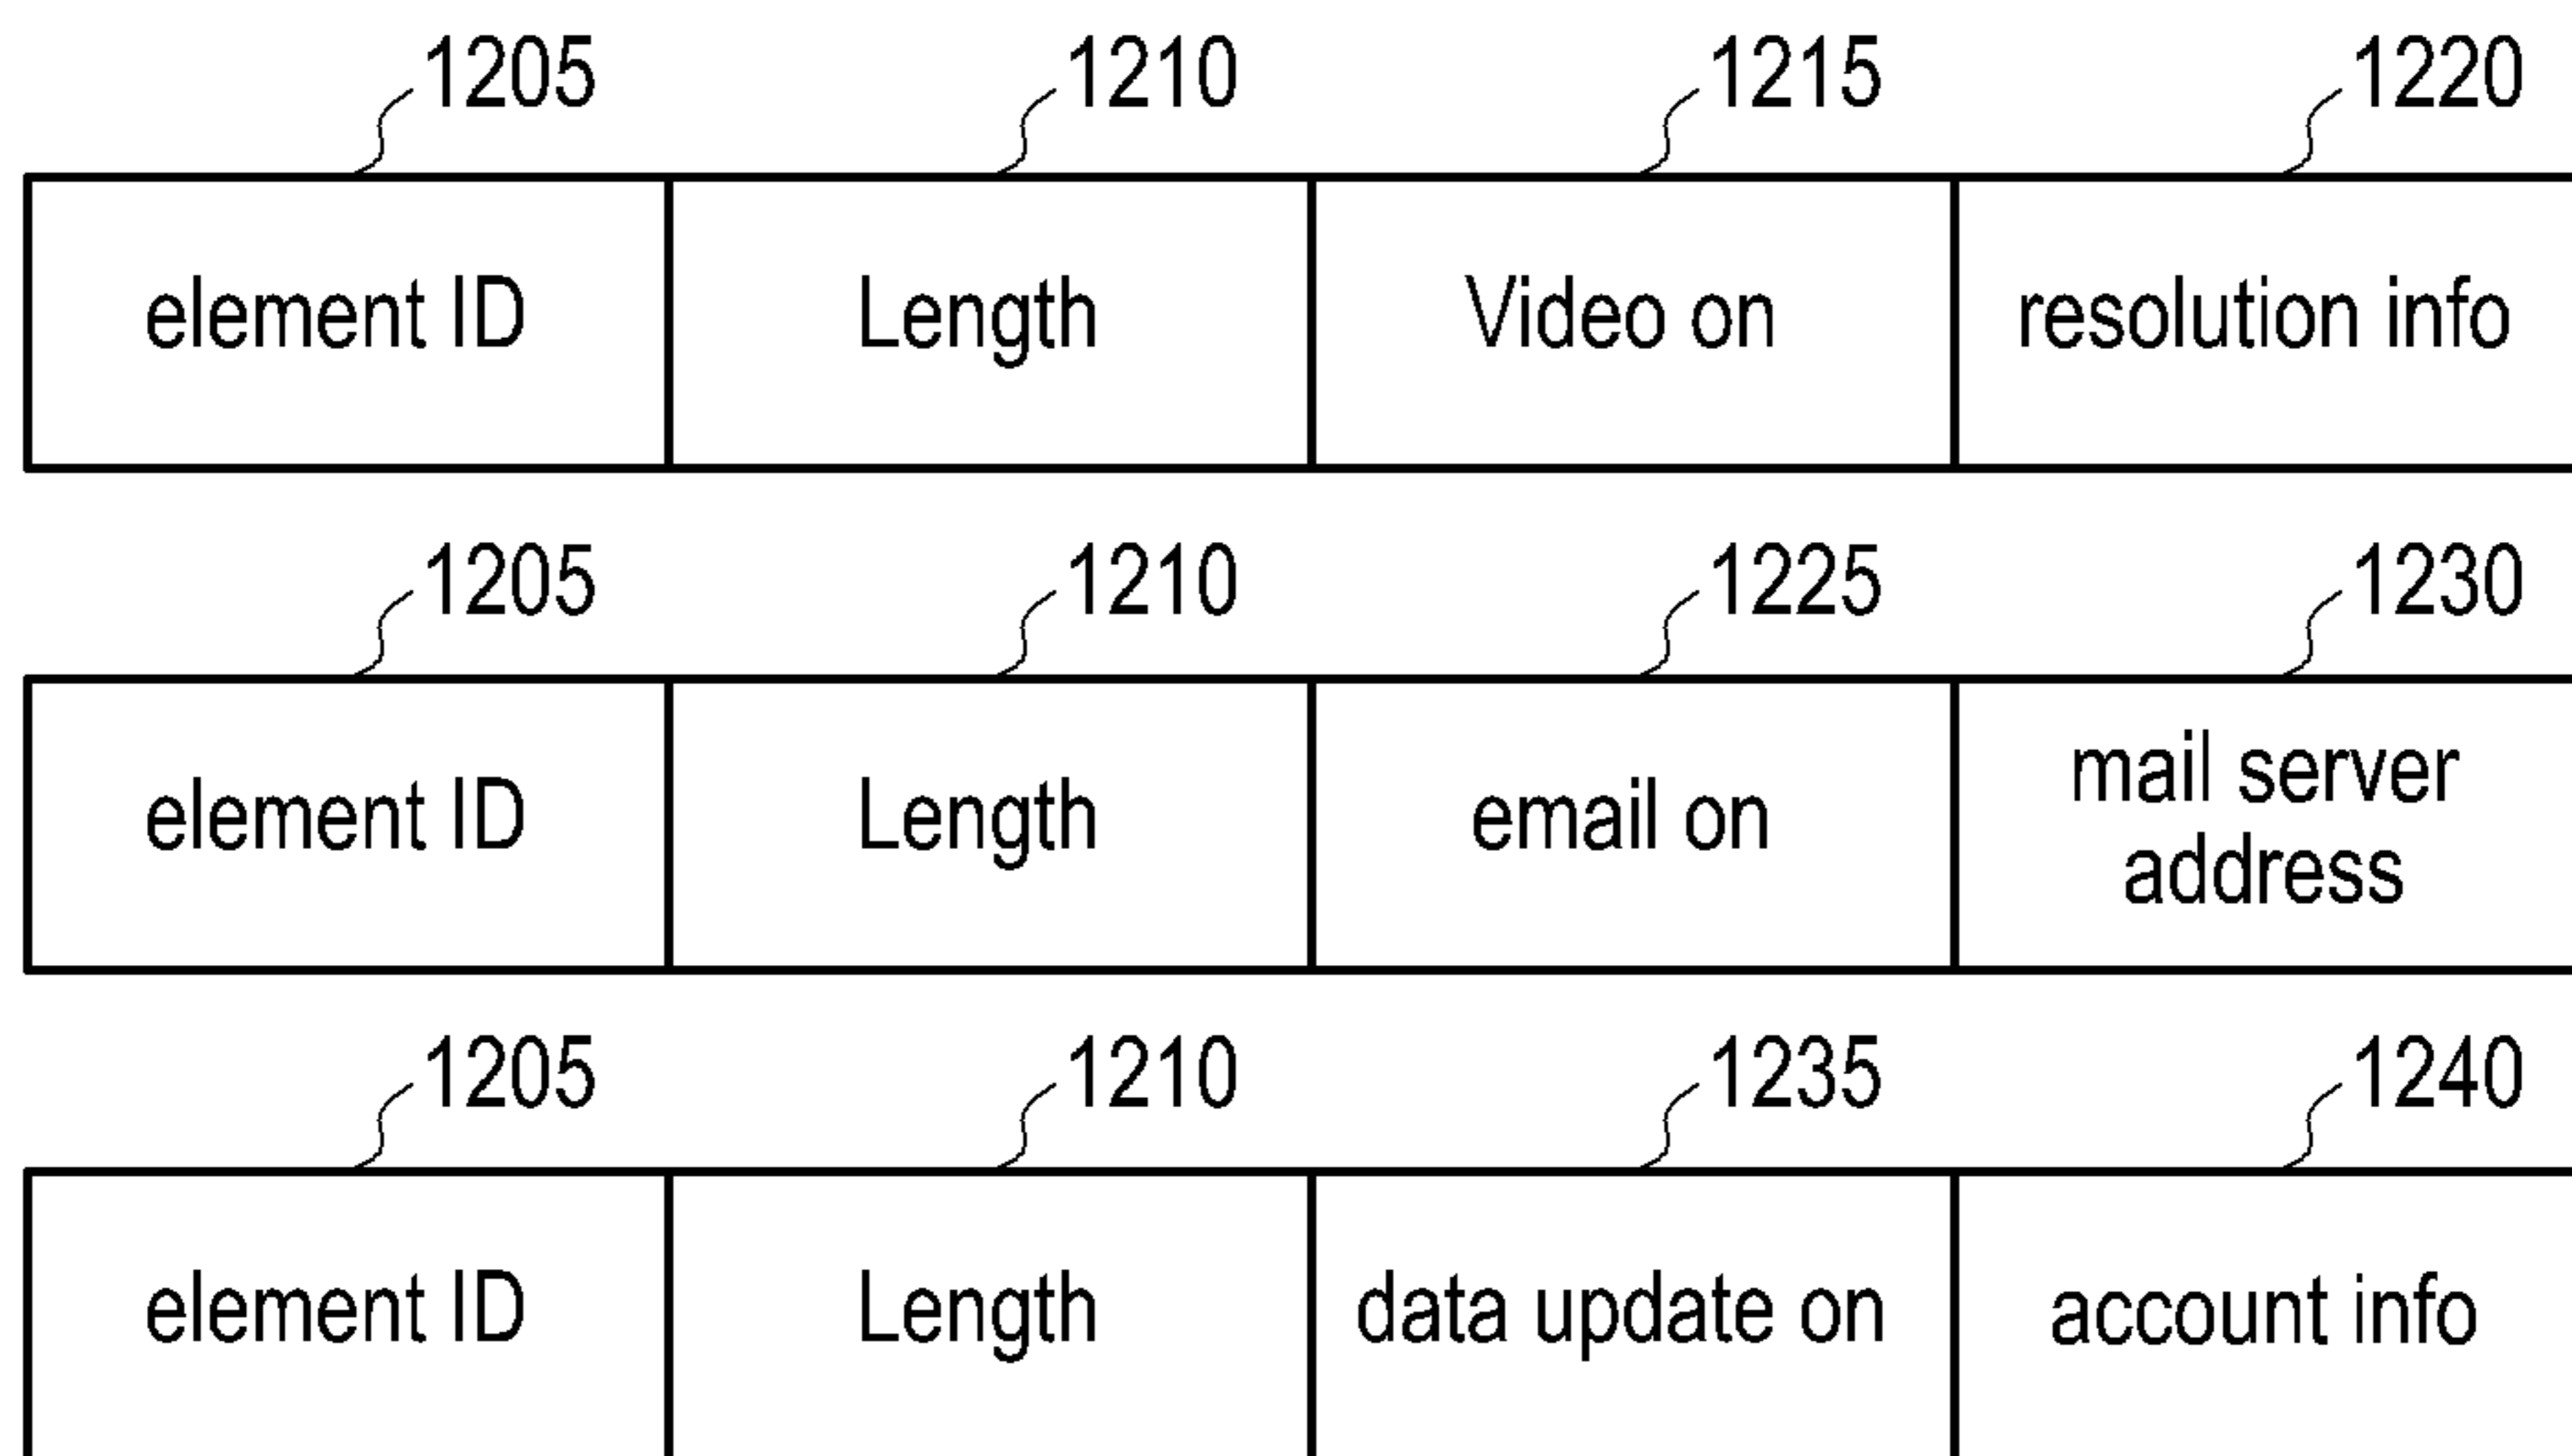 1205 1210 1215 1220
element ID Length Video on resolution info
1205 1210 1225 1230
element ID Length email on mail server
address
1205 1210 1235 1240
element ID Length data update on account info